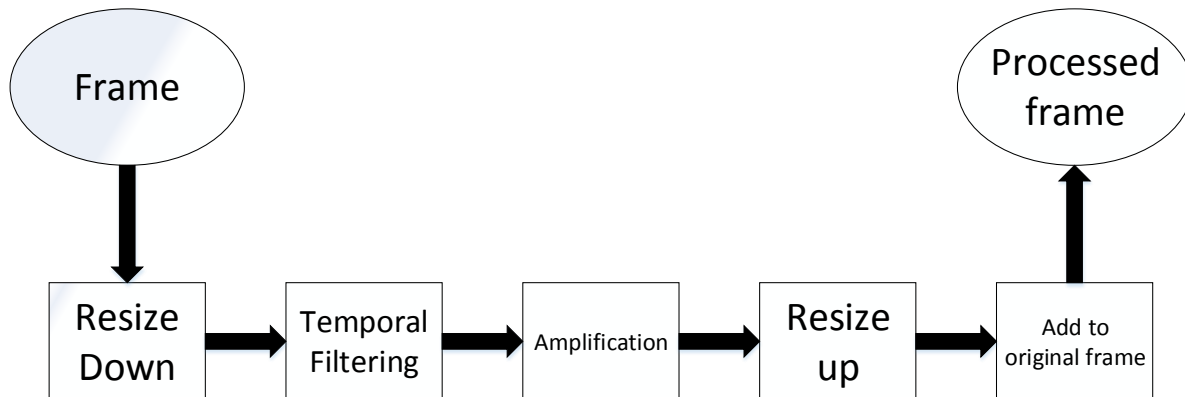 Frame
Processed
frame
Resize
Down
Temporal
Filtering
Amplification
Resize
up
Add to
original frame